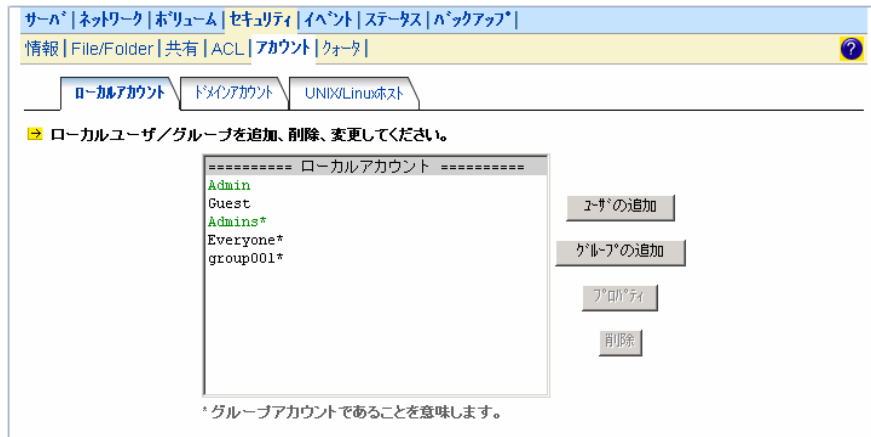 ｻｰﾊﾞ|ﾈｯﾄﾜｰｸ|ﾎﾞﾘｭｰﾑ|ｾｷｭﾘﾃｨ|ｲﾍﾞﾝﾄ|ｽﾃｰﾀｽ|ﾊﾞｯｸｱｯﾌﾟ|
情報|File/Folder|共有|ACL|ｱｶｳﾝﾄ|ｸｫｰﾀ| ?
ﾛｰｶﾙｱｶｳﾝﾄ ﾄﾞﾒｲﾝｱｶｳﾝﾄ UNIX/Linuxﾎｽﾄ
ローカルユーザ／グループを追加、削除、変更してください。
========== ローカルアカウント ==========
Admin
Guest
Admins*
Everyone*
group001*
ﾕｰｻﾞの追加
ｸﾞﾙｰﾌﾟの追加
ﾌﾟﾛﾊﾟﾃｨ
削除
*グループアカウントであることを意味します。